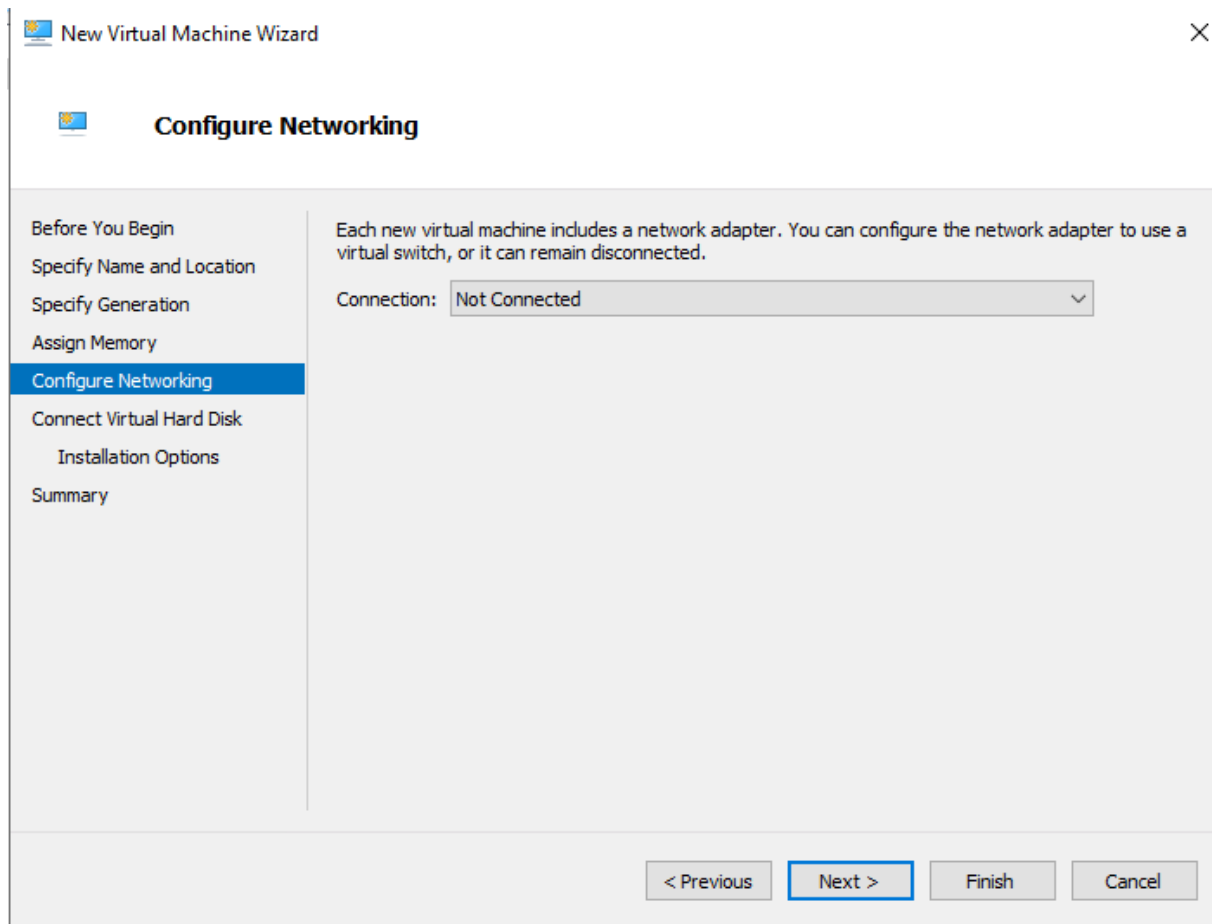 New Virtual Machine Wizard
Configure Networking
Before You Begin
Specify Name and Location
Specify Generation
Assign Memory
Configure Networking
Connect Virtual Hard Disk
Installation Options
Summary
Each new virtual machine includes a network adapter. You can configure the network adapter to use a
virtual switch, or it can remain disconnected.
Connection: Not Connected
< Previous Next > Finish Cancel